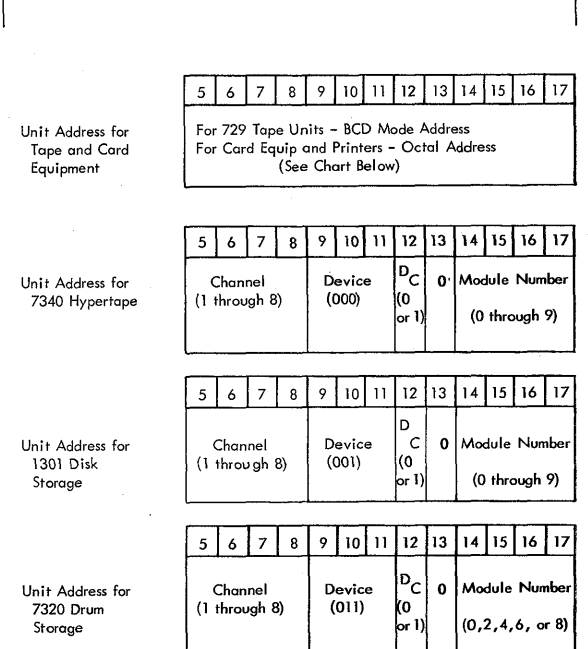 5 6 7 8 9 10 11 12 13 14 15 16 17
Unit Address for
Tape and Card
Equipment
For 729 Tape Units - BCD Mode Address
For Card Equip and Printers - Octal Address
(See Chart Below)
5 6 7 8 9 10 11 12 13 14 15 16 17
Unit Address for
7340 Hypertape
Channel
(1 through 8)
Device
(000)
DC
(0
or 1)
0
Module Number
(0 through 9)
5 6 7 8 9 10 11 12 13 14 15 16 17
Unit Address for
1301 Disk
Storage
Channel
(1 through 8)
Device
(001)
D
C
(0
or 1)
0
Module Number
(0 through 9)
5 6 7 8 9 10 11 12 13 14 15 16 17
Unit Address for
7320 Drum
Storage
Channel
(1 through 8)
Device
(011)
DC
(0
or 1)
0
Module Number
(0,2,4,6, or 8)